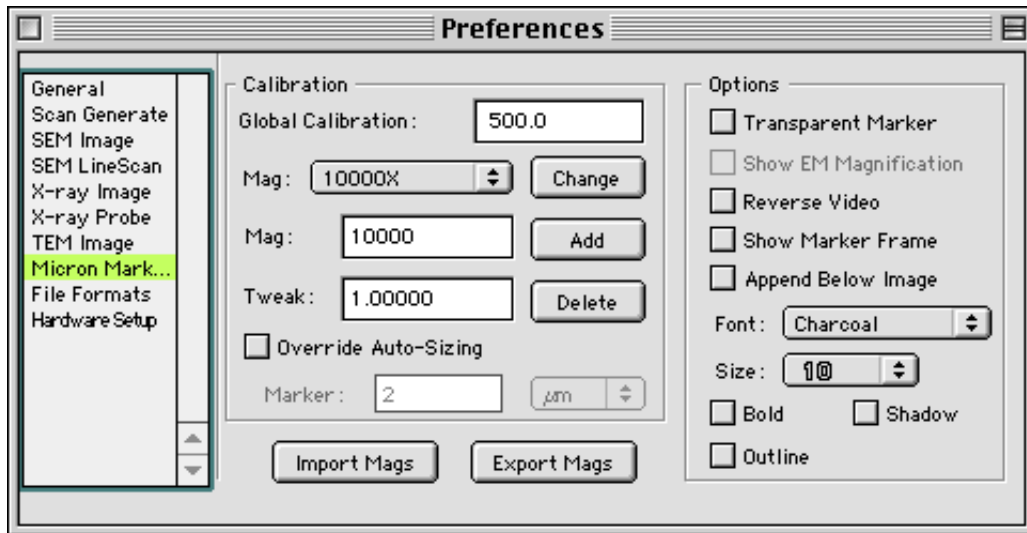 Preferences
General
Scan Generate
SEM Image
SEM LineScan
X-ray Image
X-ray Probe
TEM Image
Micron Mark...
File Formats
Hardware Setup
Calibration
Global Calibration: 500.0
Mag: 10000X Change
Mag: 10000 Add
Tweak: 1.00000 Delete
Override Auto-Sizing
Marker: 2 µm
Import Mags Export Mags
Options
Transparent Marker
Show EM Magnification
Reverse Video
Show Marker Frame
Append Below Image
Font: Charcoal
Size: 10
Bold Shadow
Outline